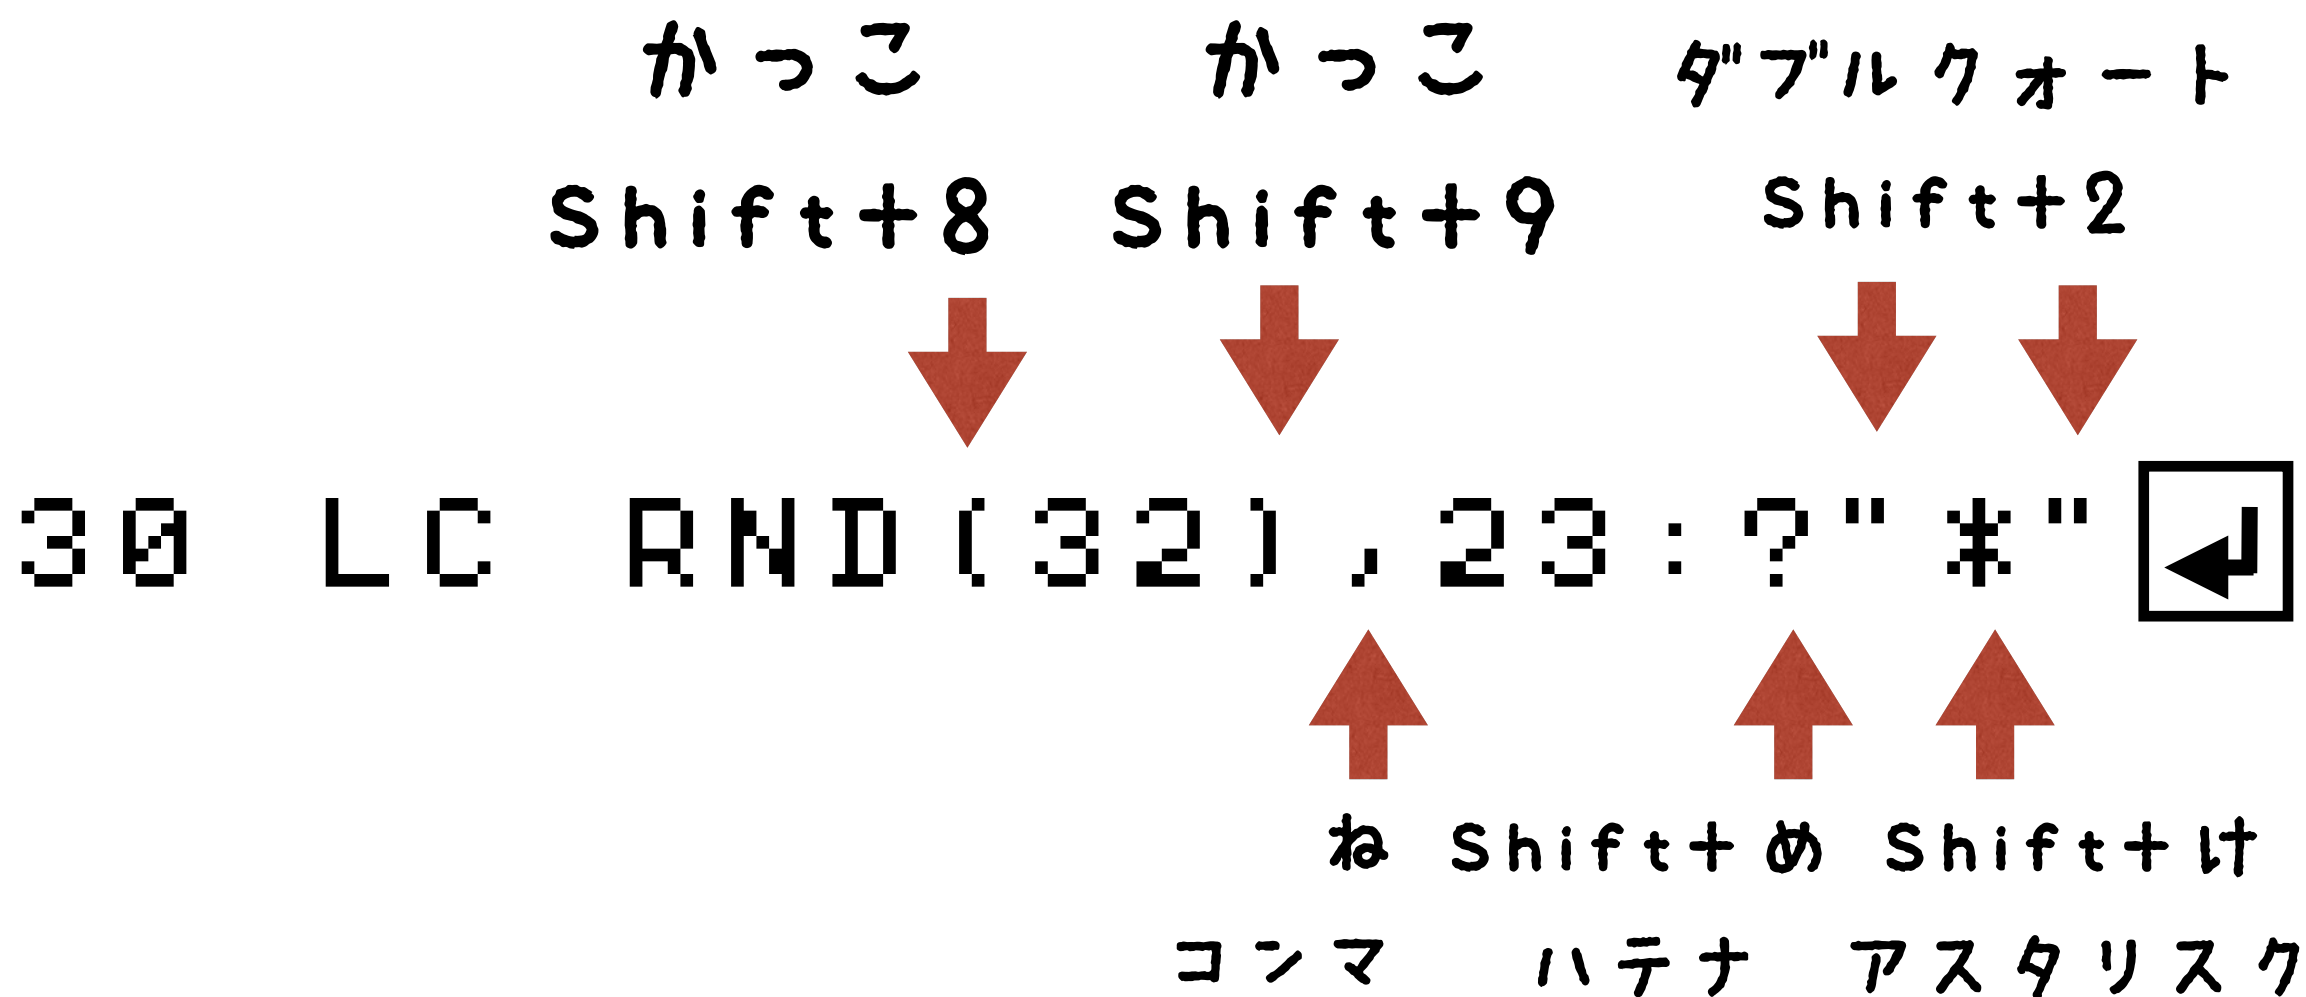 かっこ かっこ ダブルクォート
Shift+8 Shift+9 Shift+2
30 LC RND(32),23:?"*"
ね Shift+め Shift+け
コンマ ハテナ アスタリスク